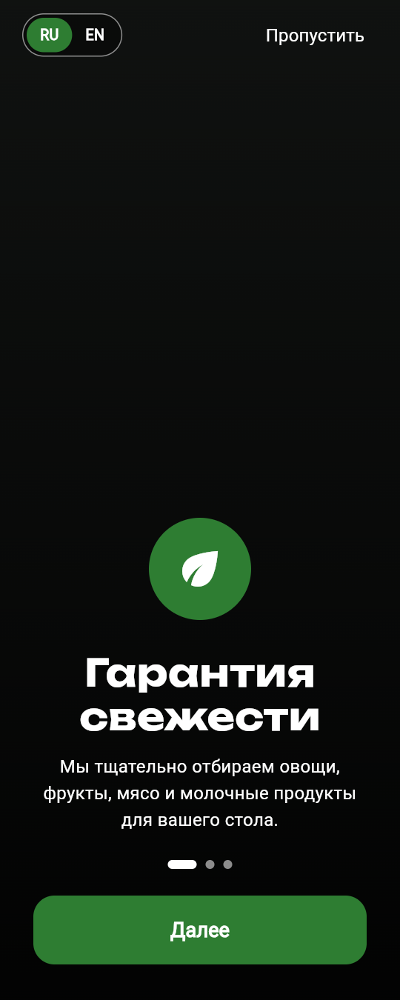 RU EN
Пропустить
Гарантия
свежести
Мы тщательно отбираем овощи,
фрукты, мясо и молочные продукты
для вашего стола.
Далее